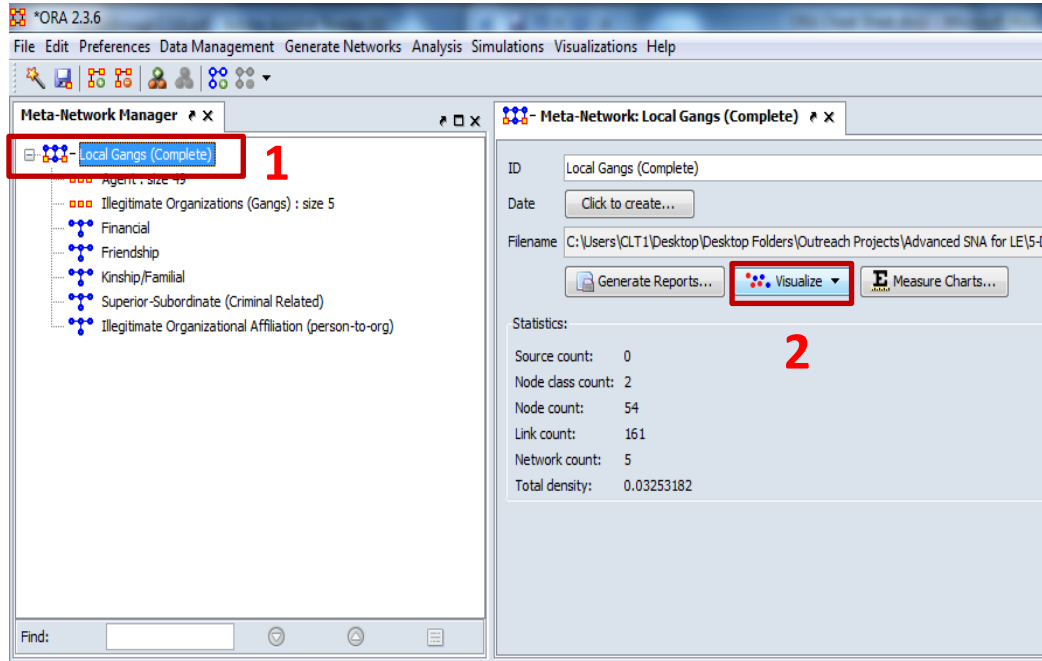 *ORA 2.3.6
File Edit Preferences Data Management Generate Networks Analysis Simulations Visualizations Help
Meta-Network Manager
Local Gangs (Complete)
1
Agent : size 49
Illegitimate Organizations (Gangs) : size 5
Financial
Friendship
Kinship/Familial
Superior-Subordinate (Criminal Related)
Illegitimate Organizational Affiliation (person-to-org)
Find:
Meta-Network: Local Gangs (Complete)
ID Local Gangs (Complete)
Date Click to create...
Filename C:\Users\CLT1\Desktop\Desktop Folders\Outreach Projects\Advanced SNA for LE\5-D
Generate Reports... Visualize Measure Charts...
2
Statistics:
Source count: 0
Node class count: 2
Node count: 54
Link count: 161
Network count: 5
Total density: 0.03253182